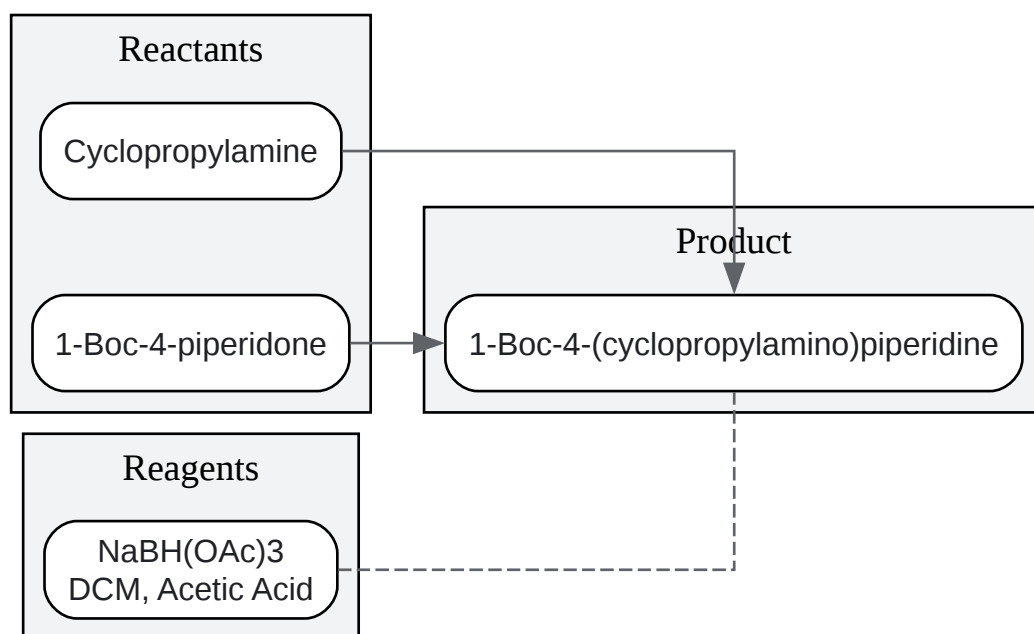 Reactants
Cyclopropylamine
Product
1-Boc-4-piperidone
1-Boc-4-(cyclopropylamino)piperidine
Reagents
NaBH(OAc)3
DCM, Acetic Acid